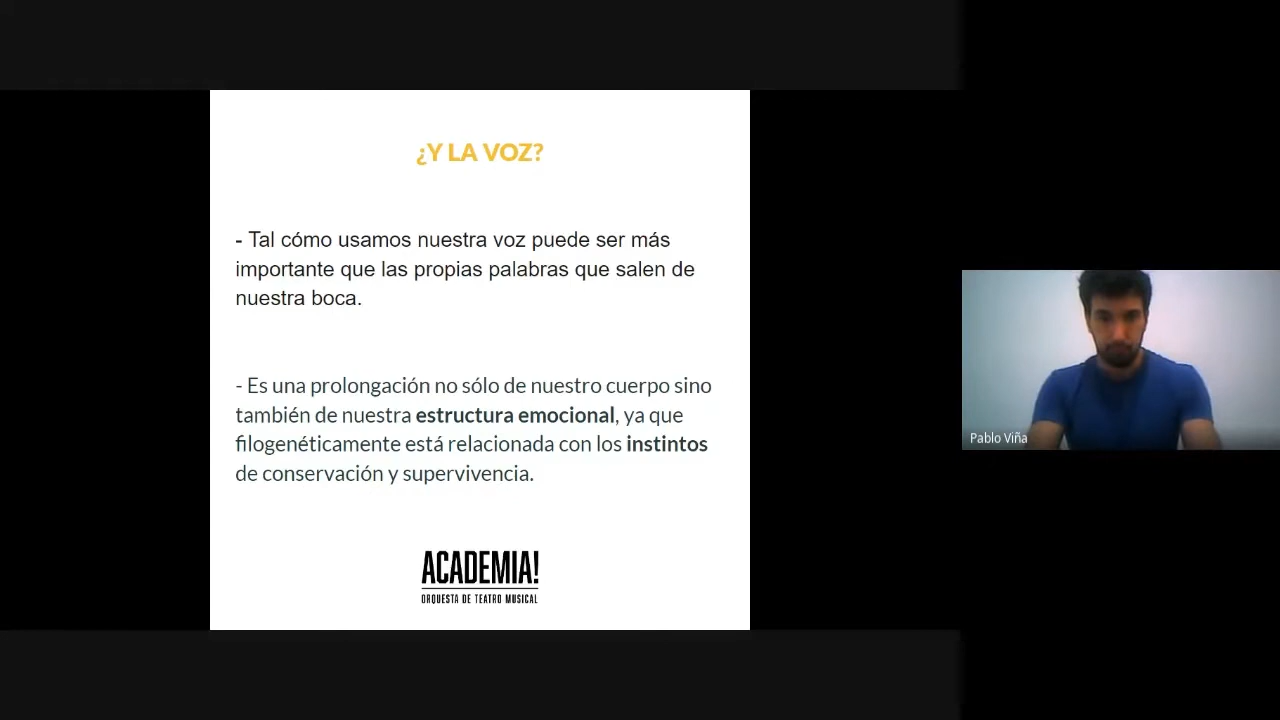 ¿Y LA VOZ?
- Tal cómo usamos nuestra voz puede ser más
importante que las propias palabras que salen de
nuestra boca.
- Es una prolongación no sólo de nuestro cuerpo sino
también de nuestra estructura emocional, ya que
filogenéticamente está relacionada con los instintos
de conservación y supervivencia.
ACADEMIA!
ORQUESTA DE TEATRO MUSICAL
Pablo Viña